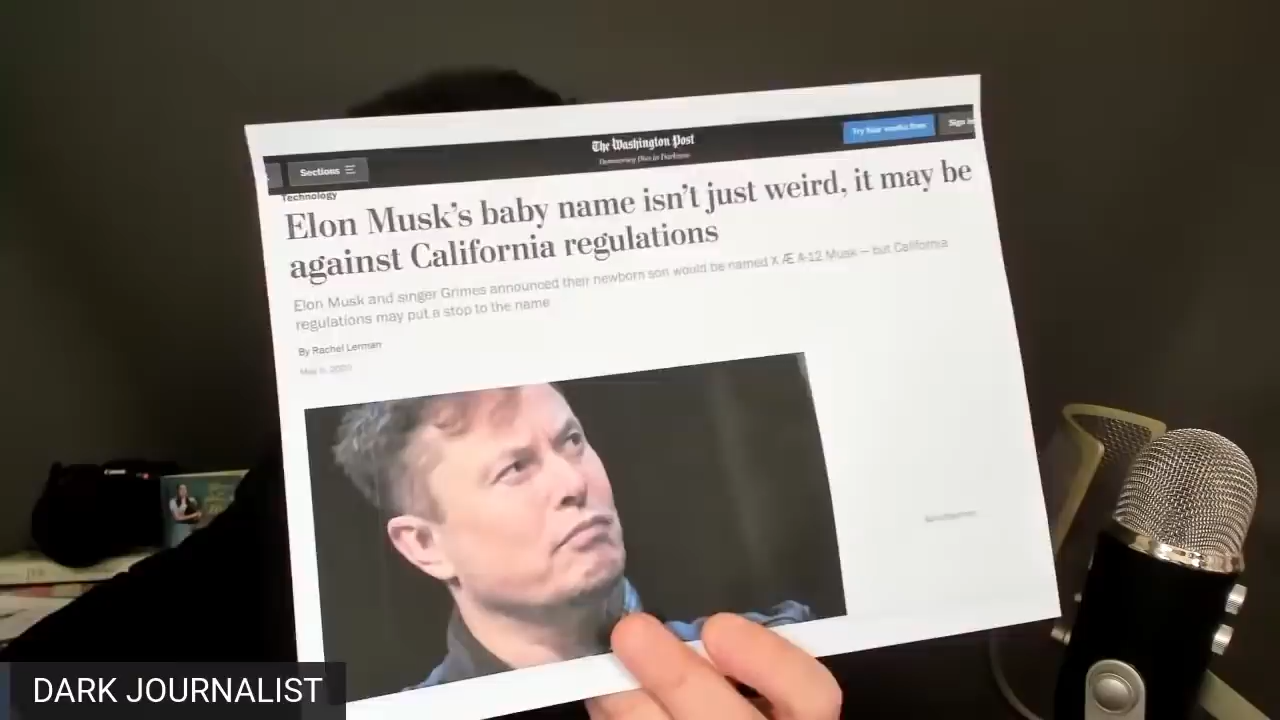 The Washington Post
Democracy Dies in Darkness
Try four weeks free
Sign in
Sections
Technology
Elon Musk's baby name isn't just weird, it may be
against California regulations
Elon Musk and singer Grimes announced their newborn son would be named X Æ A-12 Musk — but California
regulations may put a stop to the name
By Rachel Lerman
DARK JOURNALIST